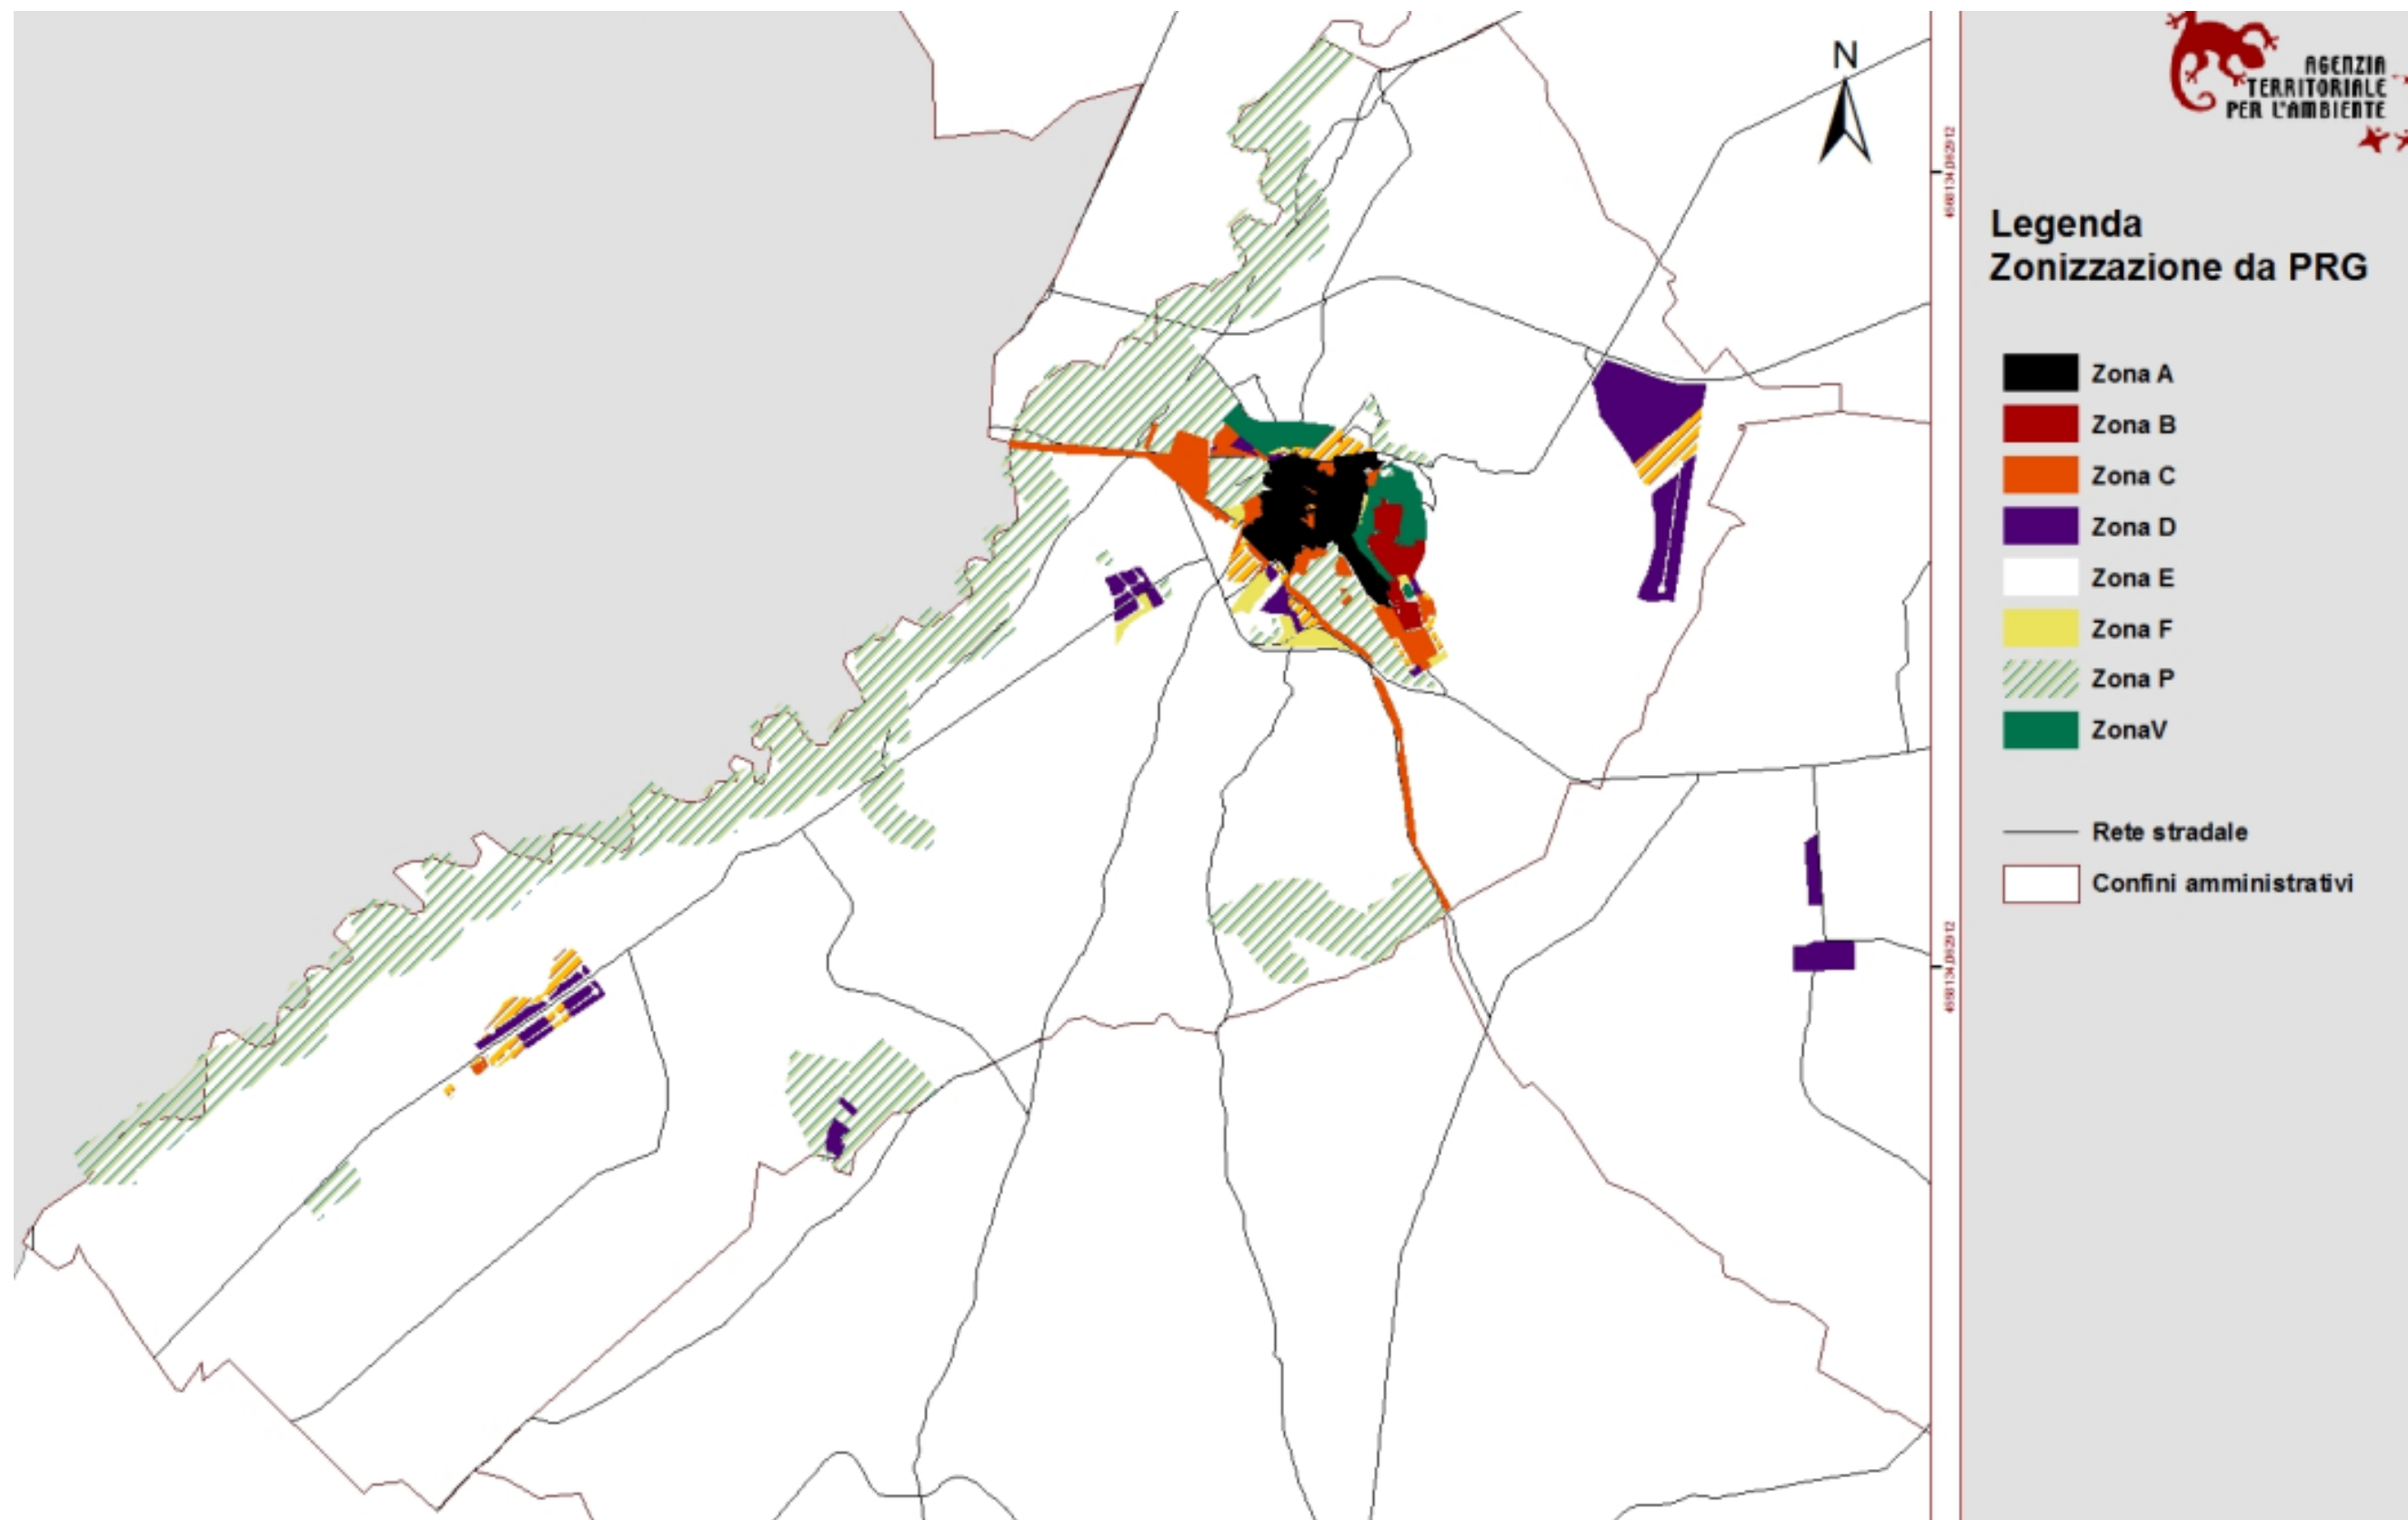 N
AGENZIA
TERRITORIALE
PER L'AMBIENTE
Legenda
Zonizzazione da PRG
Zona A
Zona B
Zona C
Zona D
Zona E
Zona F
Zona P
ZonaV
Rete stradale
Confini amministrativi